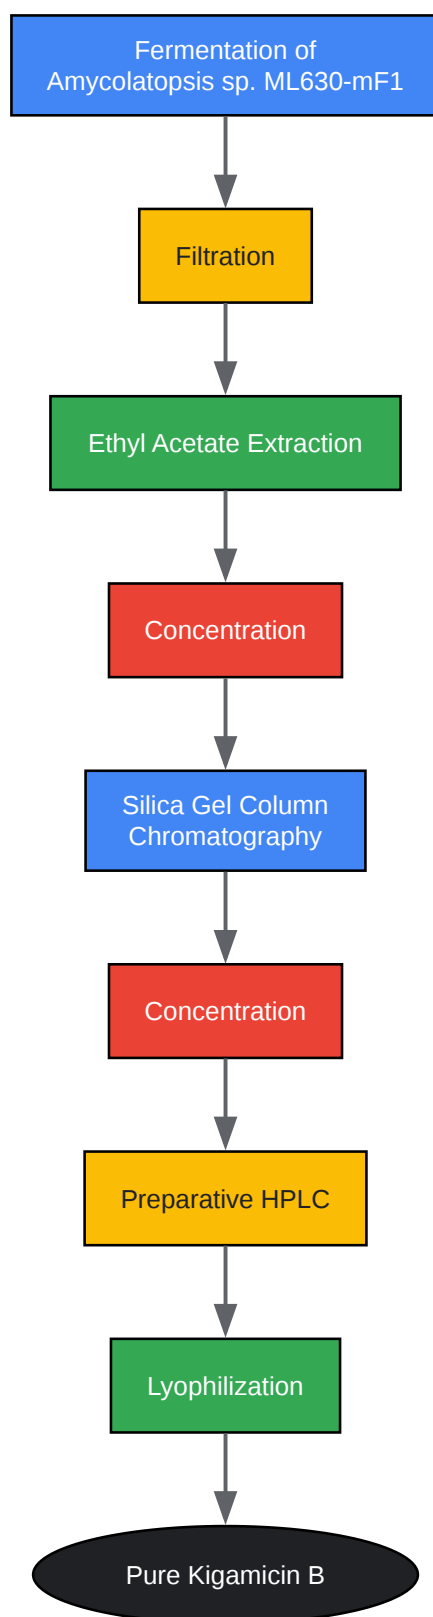 Fermentation of
Amycolatopsis sp. ML630-mF1
Filtration
Ethyl Acetate Extraction
Concentration
Silica Gel Column
Chromatography
Concentration
Preparative HPLC
Lyophilization
Pure Kigamicin B